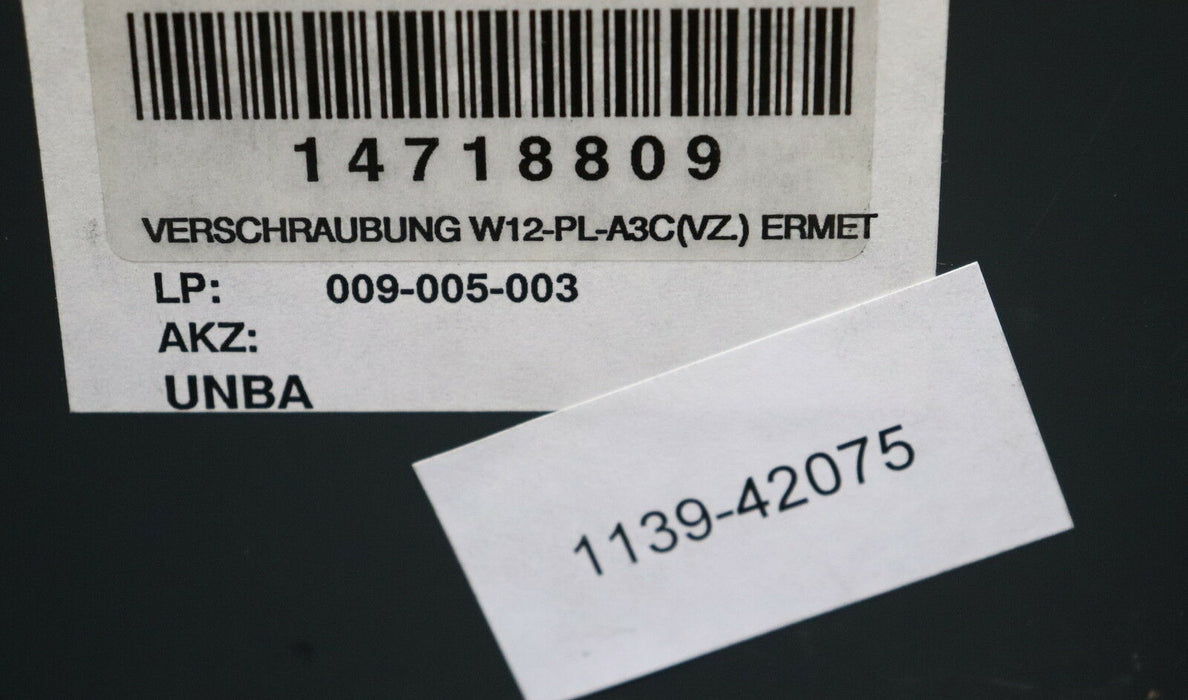 14718809
VERSCHRAUBUNG W12-PL-A3C(VZ.) ERMET
LP: 009-005-003
AKZ:
UNBA
1139-42075